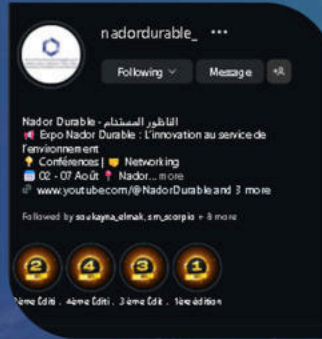 nadordurable_ •••
Following
Message
Nador Durable - الناظور المستدام
Expo Nador Durable : L'innovation au service de
l'environnement
Conférences | Networking
02 - 07 Août Nador... more
www.youtube.com/@NadorDurable and 3 more
Followed by soukayna_elmak, sm_scorpio + 8 more
2 4 3 1
2ème Editi . 4ème Editi . 3ème Edit . 1ère édition